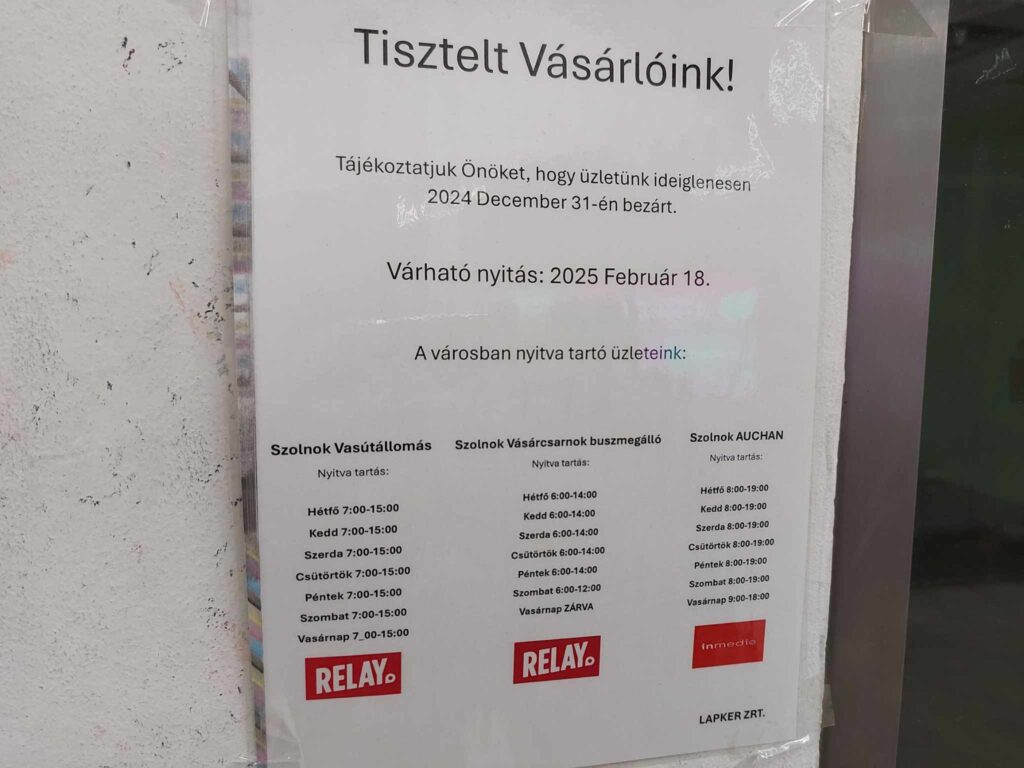 Tisztelt Vásárlóink!
Tájékoztatjuk Önöket, hogy üzletünk ideiglenesen
2024 December 31-én bezárt.
Várható nyitás: 2025 Február 18.
A városban nyitva tartó üzleteink:
Szolnok Vasútállomás
Nyitva tartás:
Hétfő 7:00-15:00
Kedd 7:00-15:00
Szerda 7:00-15:00
Csütörtök 7:00-15:00
Péntek 7:00-15:00
Szombat 7:00-15:00
Vasárnap 7_00-15:00
RELAY
Szolnok Vásárcsarnok buszmegálló
Nyitva tartás:
Hétfő 6:00-14:00
Kedd 6:00-14:00
Szerda 6:00-14:00
Csütörtök 6:00-14:00
Péntek 6:00-14:00
Szombat 6:00-12:00
Vasárnap ZÁRVA
RELAY
Szolnok AUCHAN
Nyitva tartás:
Hétfő 8:00-19:00
Kedd 8:00-19:00
Szerda 8:00-19:00
Csütörtök 8:00-19:00
Péntek 8:00-19:00
Szombat 8:00-19:00
Vasárnap 9:00-18:00
inmedio
LAPKER ZRT.